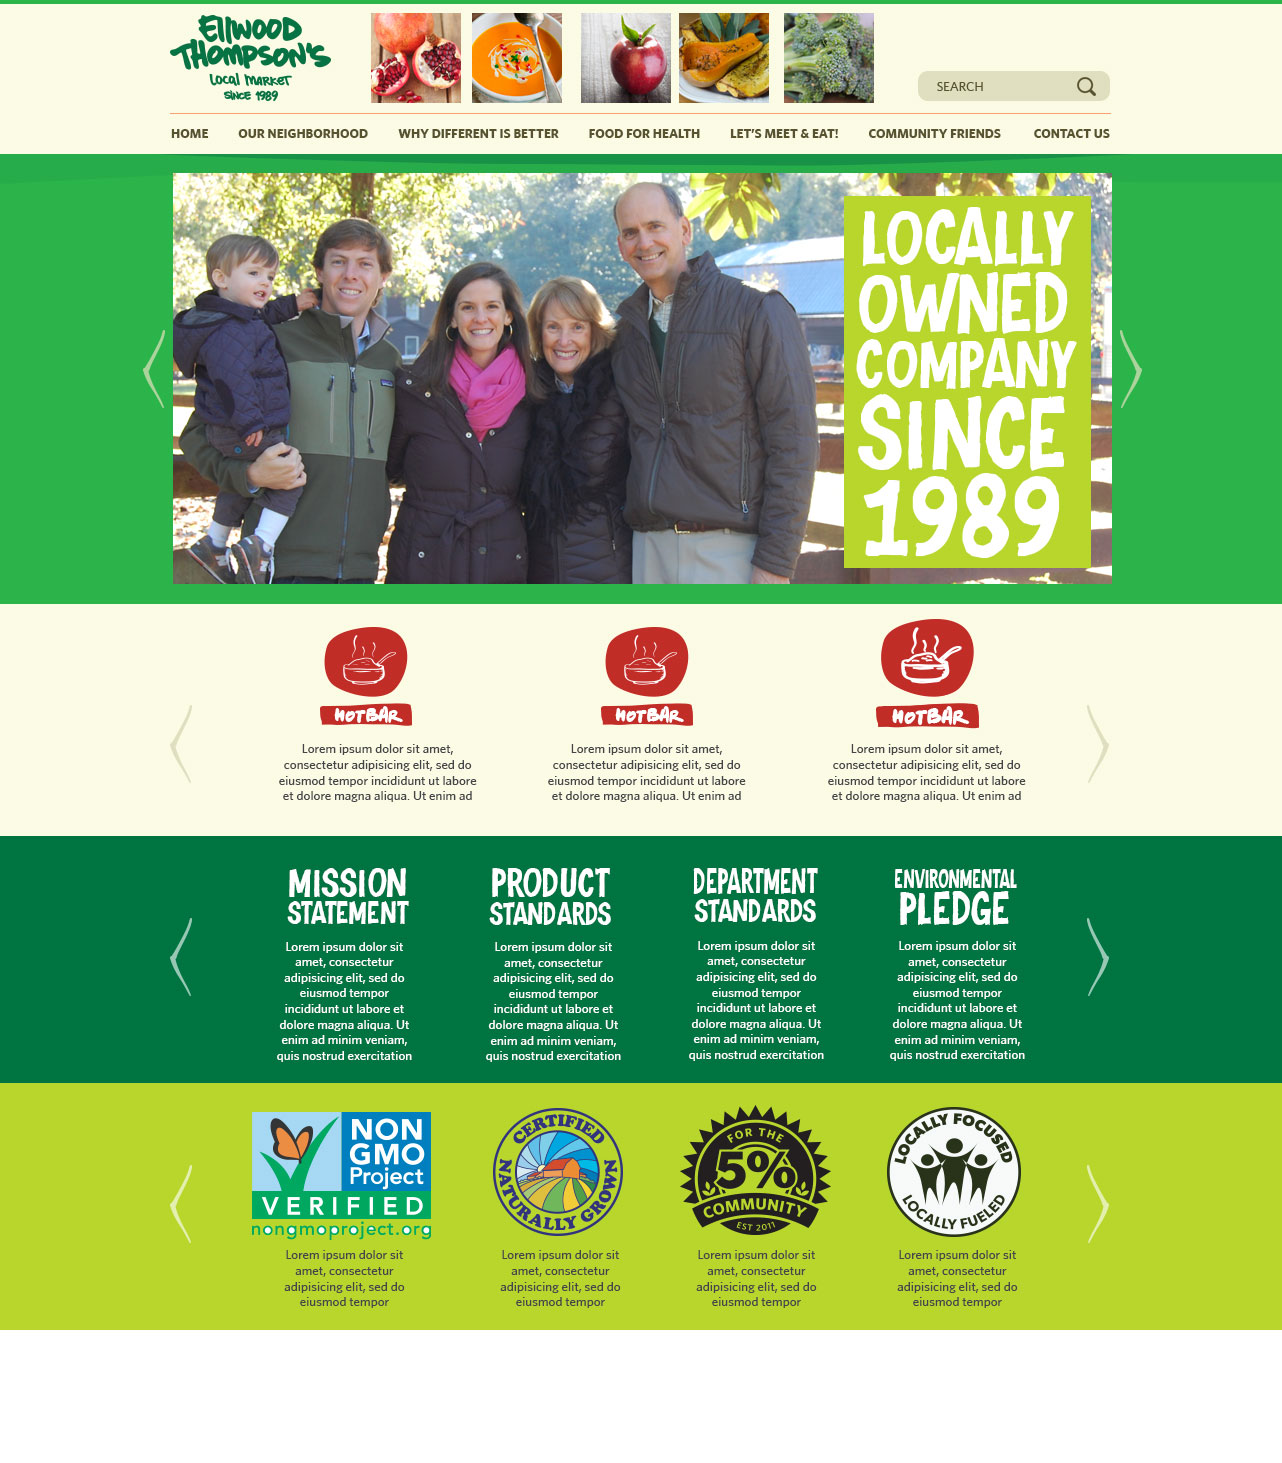 Ellwood
Thompson's
Local Market
Since 1989
SEARCH
HOME
OUR NEIGHBORHOOD
WHY DIFFERENT IS BETTER
FOOD FOR HEALTH
LET'S MEET & EAT!
COMMUNITY FRIENDS
CONTACT US
LOCALLY
OWNED
COMPANY
SINCE
1989
HOTBAR
Lorem ipsum dolor sit amet,
consectetur adipisicing elit, sed do
eiusmod tempor incididunt ut labore
et dolore magna aliqua. Ut enim ad
HOTBAR
Lorem ipsum dolor sit amet,
consectetur adipisicing elit, sed do
eiusmod tempor incididunt ut labore
et dolore magna aliqua. Ut enim ad
HOTBAR
Lorem ipsum dolor sit amet,
consectetur adipisicing elit, sed do
eiusmod tempor incididunt ut labore
et dolore magna aliqua. Ut enim ad
MISSION
STATEMENT
Lorem ipsum dolor sit
amet, consectetur
adipisicing elit, sed do
eiusmod tempor
incididunt ut labore et
dolore magna aliqua. Ut
enim ad minim veniam,
quis nostrud exercitation
PRODUCT
STANDARDS
Lorem ipsum dolor sit
amet, consectetur
adipisicing elit, sed do
eiusmod tempor
incididunt ut labore et
dolore magna aliqua. Ut
enim ad minim veniam,
quis nostrud exercitation
DEPARTMENT
STANDARDS
Lorem ipsum dolor sit
amet, consectetur
adipisicing elit, sed do
eiusmod tempor
incididunt ut labore et
dolore magna aliqua. Ut
enim ad minim veniam,
quis nostrud exercitation
ENVIRONMENTAL
PLEDGE
Lorem ipsum dolor sit
amet, consectetur
adipisicing elit, sed do
eiusmod tempor
incididunt ut labore et
dolore magna aliqua. Ut
enim ad minim veniam,
quis nostrud exercitation
NON
GMO
Project
VERIFIED
nongmoproject.org
Lorem ipsum dolor sit
amet, consectetur
adipisicing elit, sed do
eiusmod tempor
CERTIFIED
NATURALLY GROWN
Lorem ipsum dolor sit
amet, consectetur
adipisicing elit, sed do
eiusmod tempor
FOR THE
5%
COMMUNITY
EST 2011
Lorem ipsum dolor sit
amet, consectetur
adipisicing elit, sed do
eiusmod tempor
LOCALLY FOCUSED
LOCALLY FUELED
Lorem ipsum dolor sit
amet, consectetur
adipisicing elit, sed do
eiusmod tempor